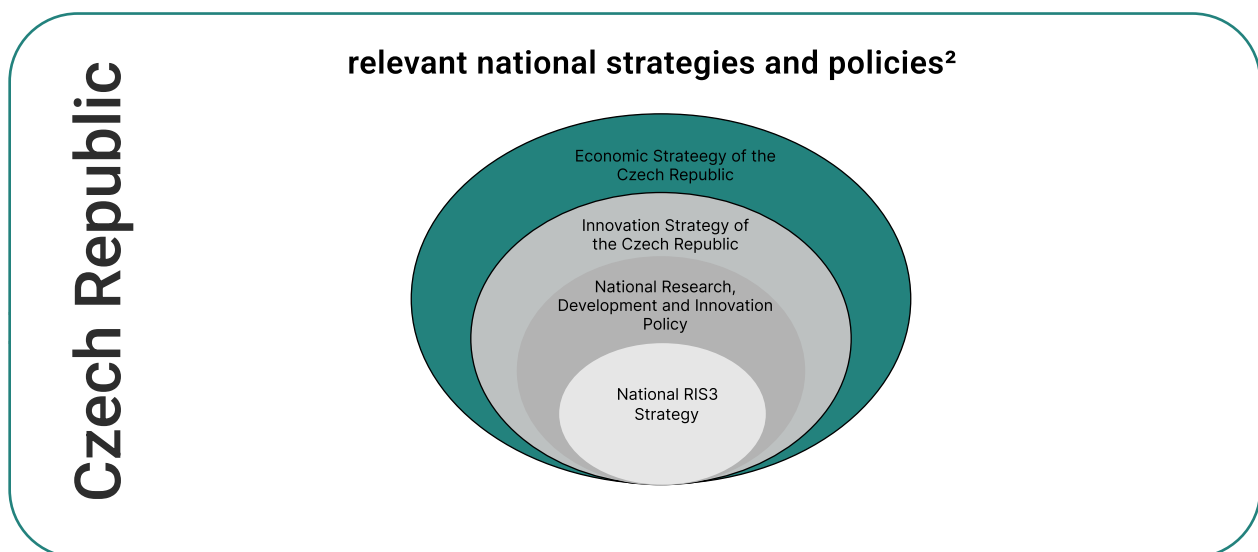 Czech Republic
relevant national strategies and policies²
Economic Strateegy of the
Czech Republic
Innovation Strategy of
the Czech Republic
National Research,
Development and Innovation
Policy
National RIS3
Strategy